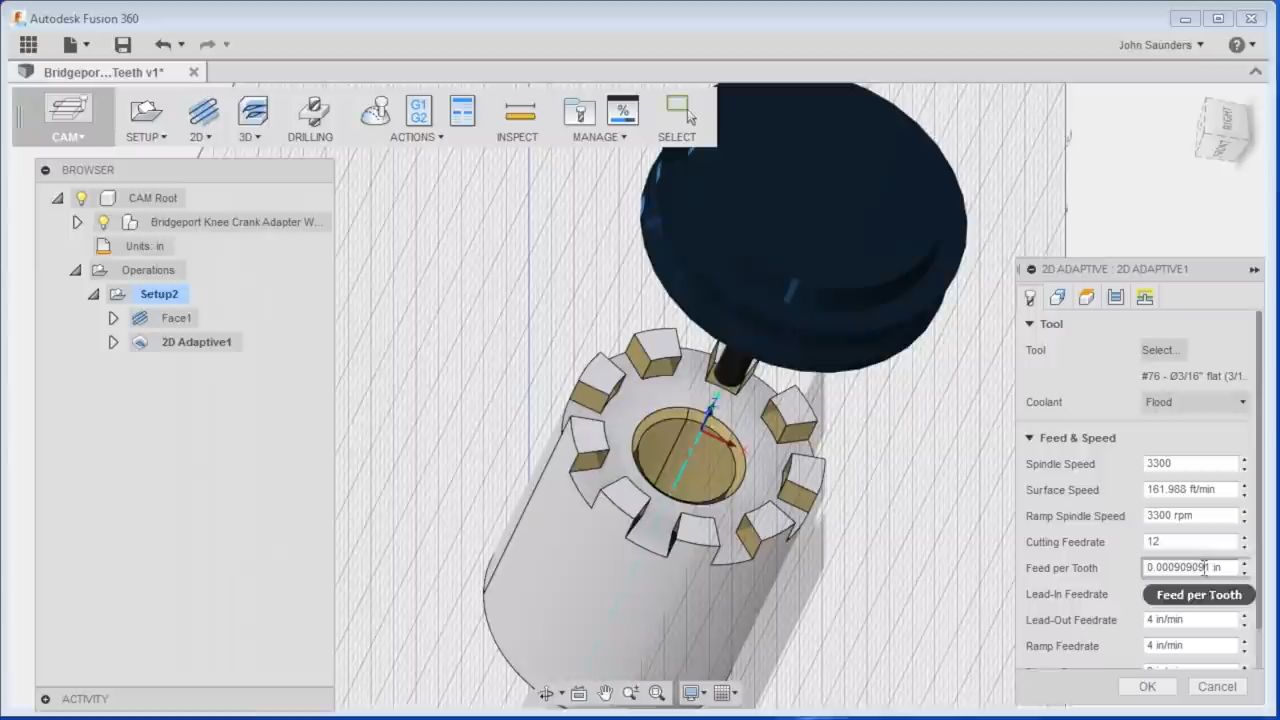 Autodesk Fusion 360
John Saunders
Bridgepor...Teeth v1*
G1
G2
%
CAM
SETUP
2D
3D
DRILLING
ACTIONS
INSPECT
MANAGE
SELECT
RIGHT
FRONT
BROWSER
CAM Root
Bridgeport Knee Crank Adapter W...
Units: in
Operations
Setup2
Face1
2D Adaptive1
Z
X
2D ADAPTIVE : 2D ADAPTIVE1
Tool
Tool Select...
#76 - Ø3/16" flat (3/1..
Coolant Flood
Feed & Speed
Spindle Speed 3300
Surface Speed 161.988 ft/min
Ramp Spindle Speed 3300 rpm
Cutting Feedrate 12
Feed per Tooth 0.000909091 in
Lead-In Feedrate Feed per Tooth
Lead-Out Feedrate 4 in/min
Ramp Feedrate 4 in/min
OK Cancel
ACTIVITY